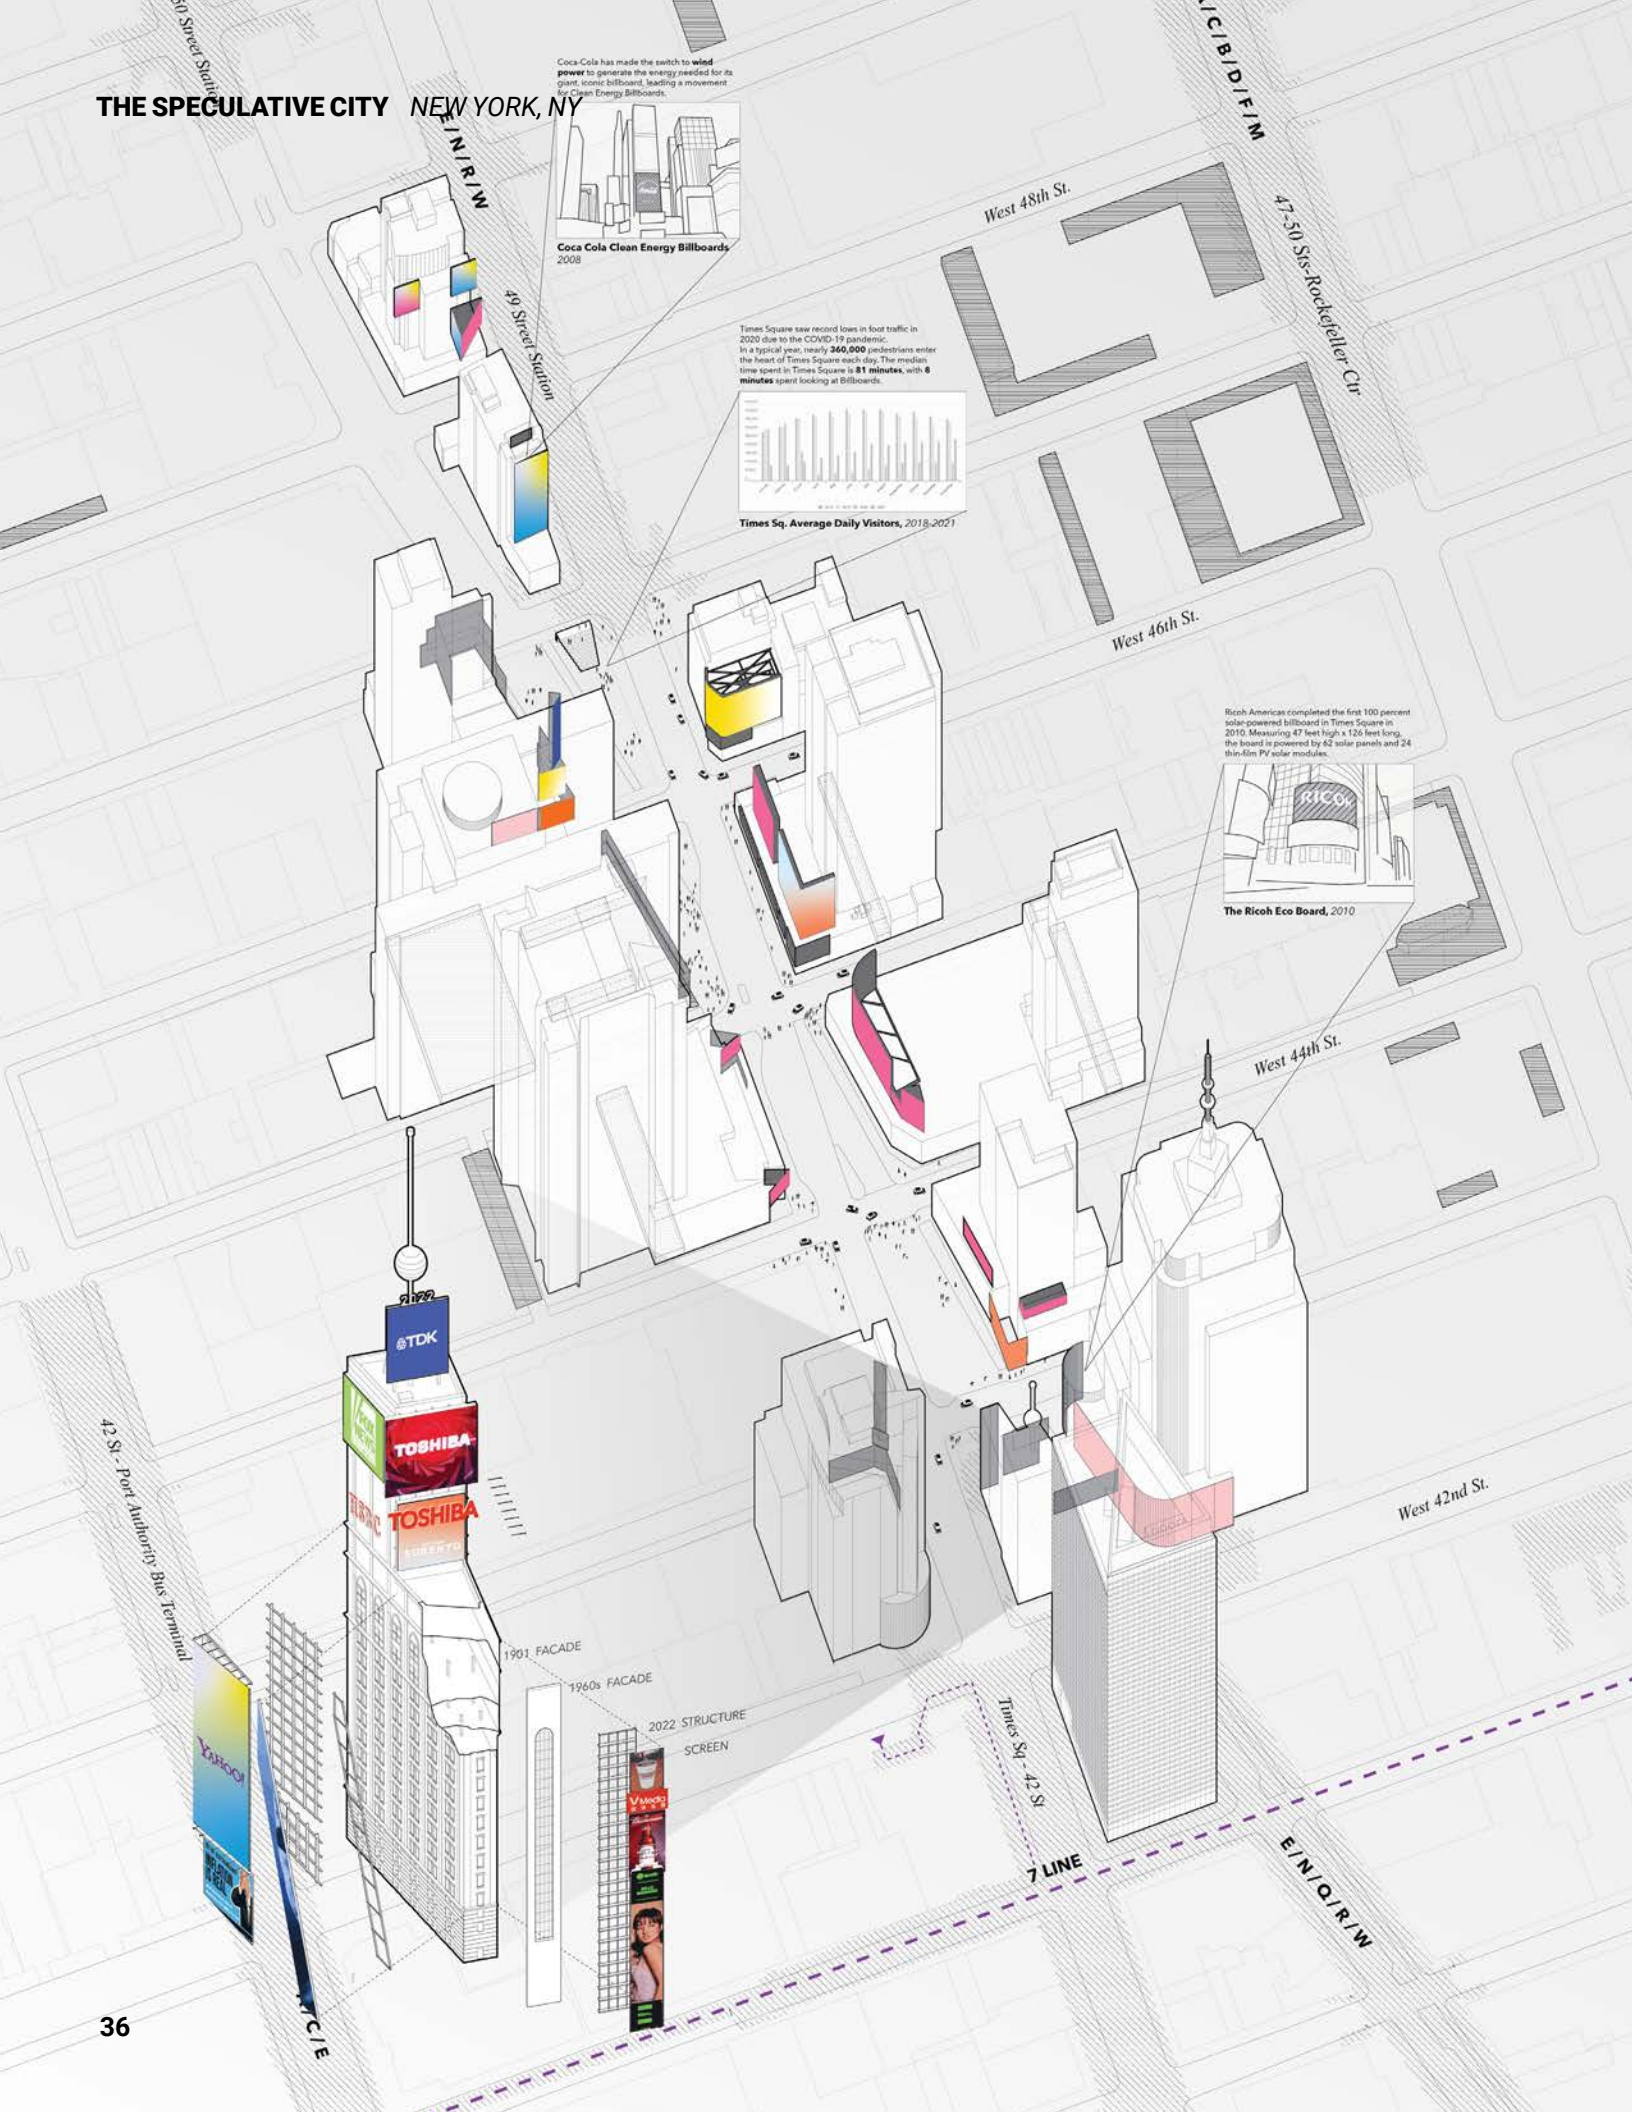 50 Street Station
A/C/B/D/F/M
Coca-Cola has made the switch to wind
power to generate the energy needed for its
giant, iconic billboard, leading a movement
for Clean Energy Billboards.
THE SPECULATIVE CITY NEW YORK, NY
E/N/R/W
Coca Cola Clean Energy Billboards
2008
West 48th St.
47-50 Sts-Rockefeller Ctr
49 Street Station
Times Square saw record lows in foot traffic in
2020 due to the COVID-19 pandemic.
In a typical year, nearly 360,000 pedestrians enter
the heart of Times Square each day. The median
time spent in Times Square is 81 minutes, with 8
minutes spent looking at Billboards.
Times Sq. Average Daily Visitors, 2018-2021
West 46th St.
Ricoh Americas completed the first 100 percent
solar-powered billboard in Times Square in
2010. Measuring 47 feet high x 126 feet long,
the board is powered by 62 solar panels and 24
thin-film PV solar modules.
RICOH
The Ricoh Eco Board, 2010
West 44th St.
2022
TDK
TOSHIBA
TOSHIBA
West 42nd St.
42 St - Port Authority Bus Terminal
1901 FACADE
1960s FACADE
2022 STRUCTURE
SCREEN
YAHOO!
V Media
Times Sq - 42 St
7 LINE
E/N/Q/R/W
36
C/E